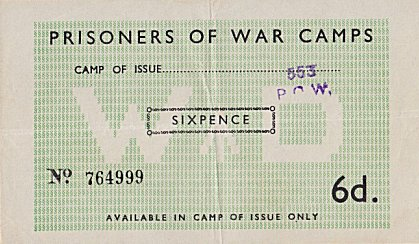 PRISONERS OF WAR CAMPS
CAMP OF ISSUE
553
P.O.W.
W↑D
SIXPENCE
Nº 764999
6d.
AVAILABLE IN CAMP OF ISSUE ONLY